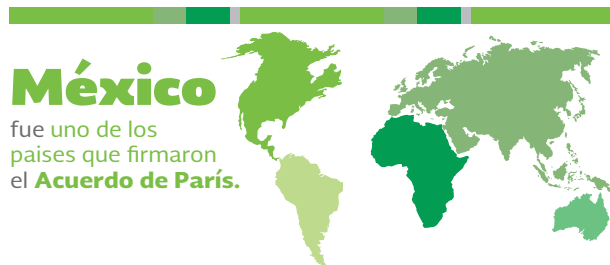 México
fue uno de los
paises que firmaron
el Acuerdo de París.